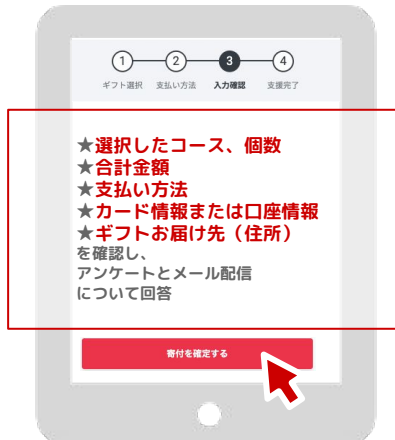 1 2 3 4
ギフト選択 支払い方法 入力確認 支援完了
★選択したコース、個数
★合計金額
★支払い方法
★カード情報または口座情報
★ギフトお届け先（住所）
を確認し、
アンケートとメール配信
について回答
寄付を確定する